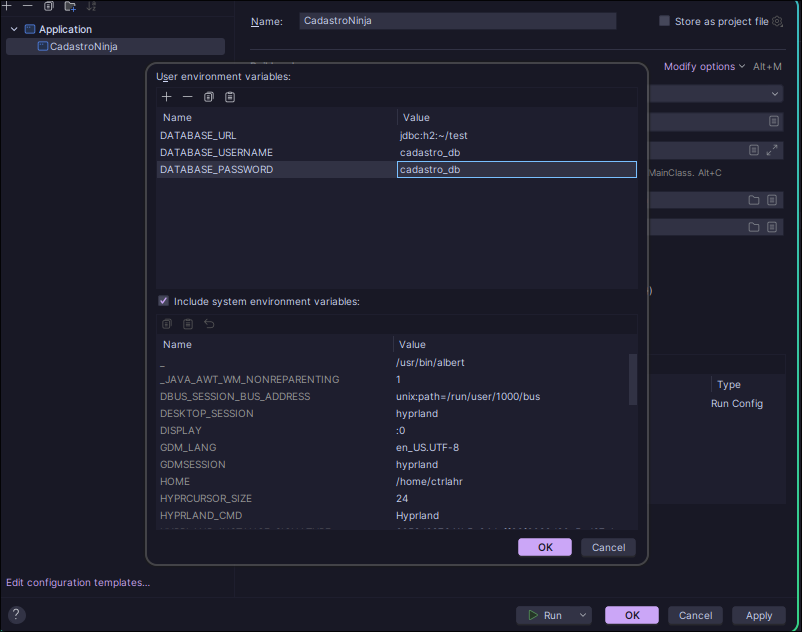 Name: CadastroNinja
Store as project file
Application
CadastroNinja
Modify options Alt+M
User environment variables:
Name Value
DATABASE_URL jdbc:h2:~/test
DATABASE_USERNAME cadastro_db
DATABASE_PASSWORD cadastro_db
MainClass. Alt+C
Include system environment variables:
Name Value
_ /usr/bin/albert
_JAVA_AWT_WM_NONREPARENTING 1
DBUS_SESSION_BUS_ADDRESS unix:path=/run/user/1000/bus
DESKTOP_SESSION hyprland
DISPLAY :0
GDM_LANG en_US.UTF-8
GDMSESSION hyprland
HOME /home/ctrlahr
HYPRCURSOR_SIZE 24
HYPRLAND_CMD Hyprland
Type
Run Config
OK Cancel
Edit configuration templates...
? Run OK Cancel Apply